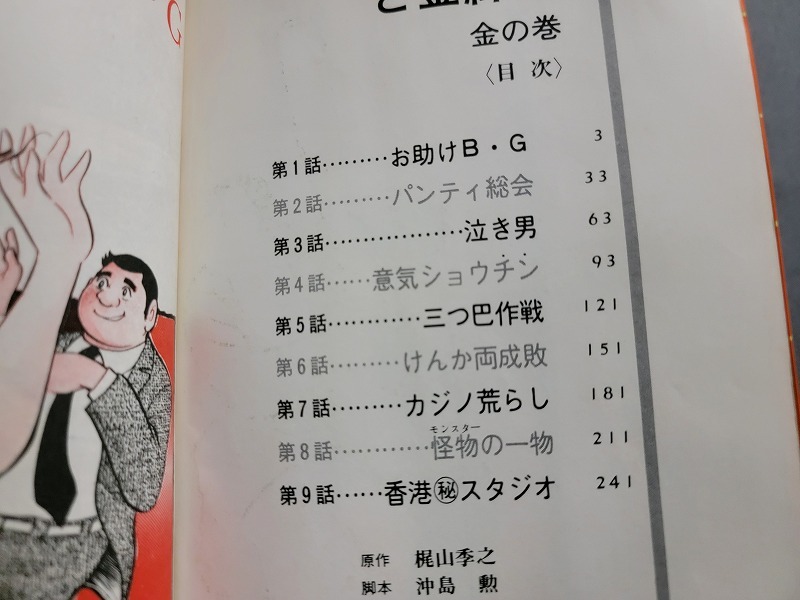 G
金の巻
〈目次〉
第1話………お助けB・G 3
第2話………パンティ総会 33
第3話………………泣き男 63
第4話……意気ショウチン 93
第5話…………三つ巴作戦 121
第6話………けんか両成敗 151
第7話………カジノ荒らし 181
モンスター
第8話…………怪物の一物 211
第9話……香港㊙スタジオ 241
原作 梶山季之
脚本 沖島 勲